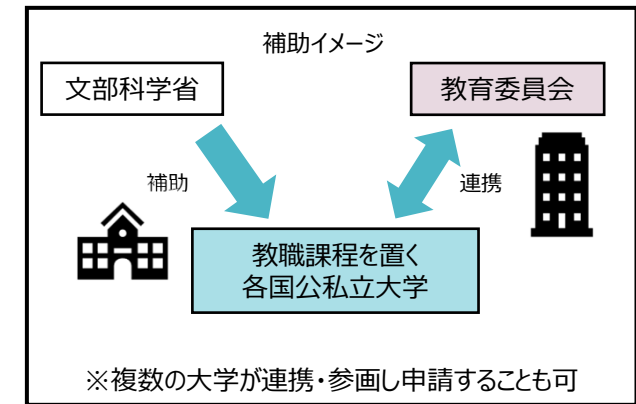 補助イメージ
文部科学省
教育委員会
補助
連携
教職課程を置く
各国公私立大学
※複数の大学が連携・参画し申請することも可